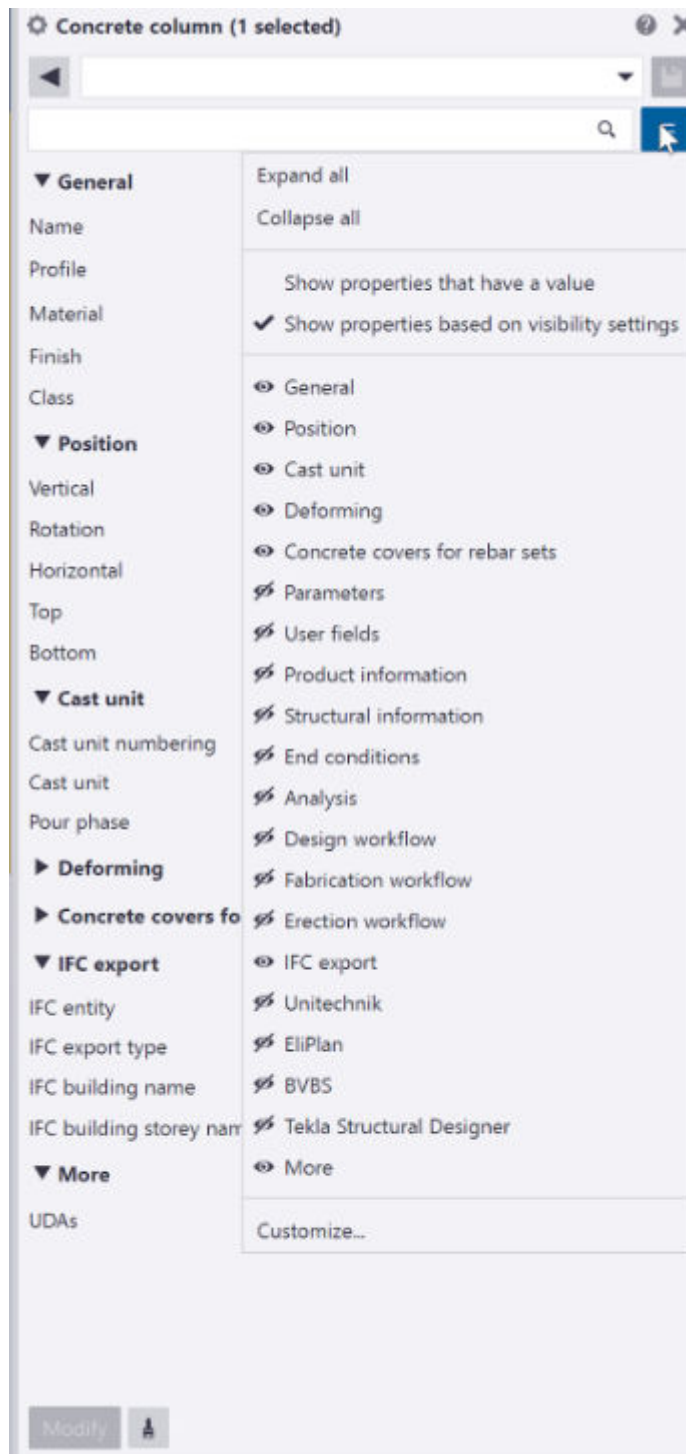 Concrete column (1 selected)
General
Name
Profile
Material
Finish
Class
Position
Vertical
Rotation
Horizontal
Top
Bottom
Cast unit
Cast unit numbering
Cast unit
Pour phase
Deforming
Concrete covers fo
IFC export
IFC entity
IFC export type
IFC building name
IFC building storey nam
More
UDAs
Modify
Expand all
Collapse all
Show properties that have a value
Show properties based on visibility settings
General
Position
Cast unit
Deforming
Concrete covers for rebar sets
Parameters
User fields
Product information
Structural information
End conditions
Analysis
Design workflow
Fabrication workflow
Erection workflow
IFC export
Unitechnik
EliPlan
BVBS
Tekla Structural Designer
More
Customize...